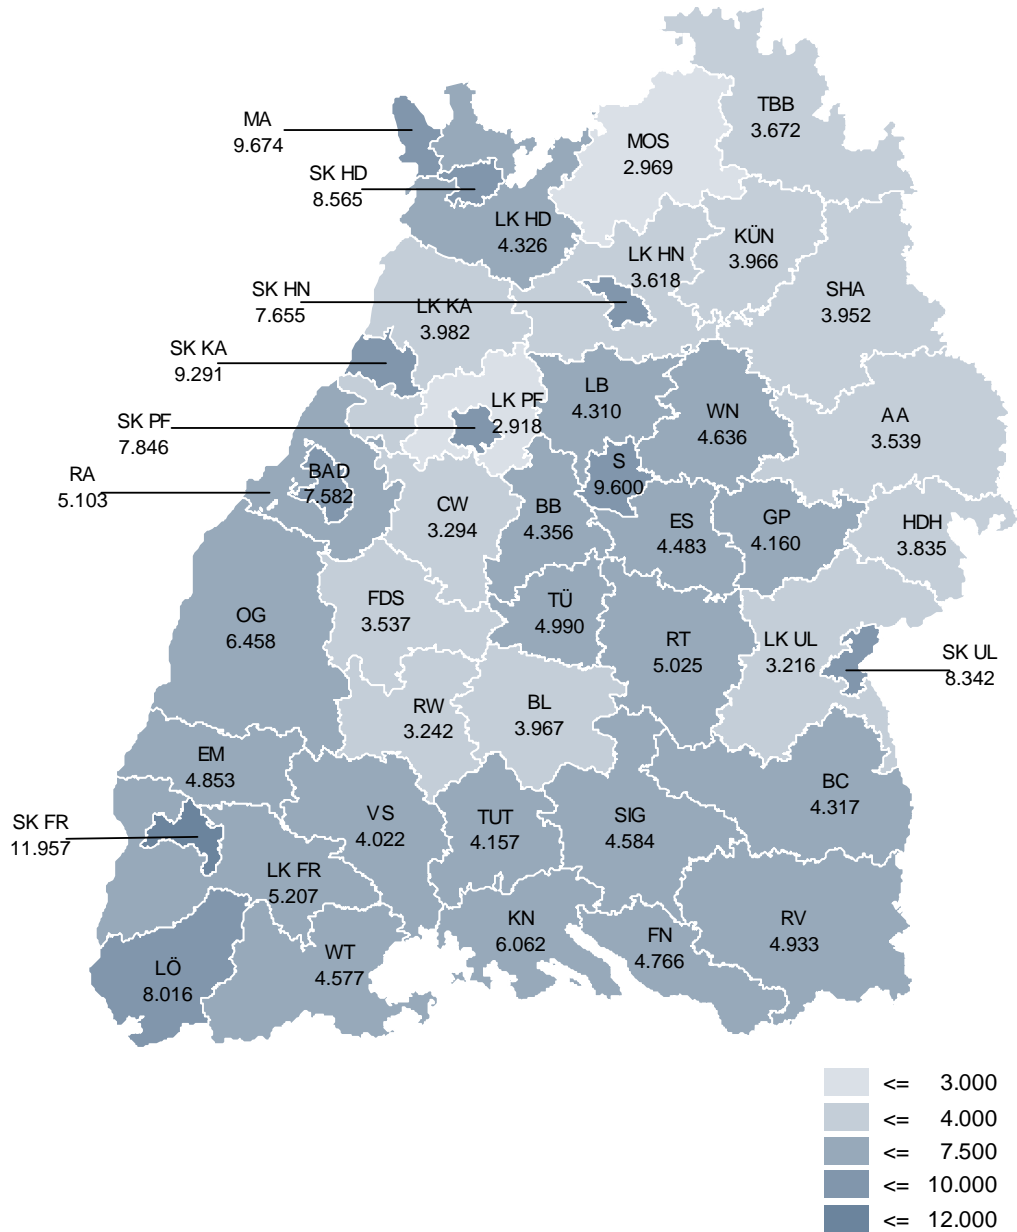 TBB
3.672
MA
9.674
MOS
2.969
SK HD
8.565
LK HD
4.326
KÜN
3.966
LK HN
3.618
SK HN
7.655
SHA
3.952
LK KA
3.982
SK KA
9.291
LB
4.310
LK PF
2.918
WN
4.636
AA
3.539
SK PF
7.846
S
9.600
RA
5.103
BAD
7.582
CW
3.294
BB
4.356
ES
4.483
GP
4.160
HDH
3.835
FDS
3.537
TÜ
4.990
OG
6.458
RT
5.025
LK UL
3.216
SK UL
8.342
RW
3.242
BL
3.967
EM
4.853
BC
4.317
SK FR
11.957
VS
4.022
TUT
4.157
SIG
4.584
LK FR
5.207
KN
6.062
FN
4.766
RV
4.933
WT
4.577
LÖ
8.016
<= 3.000
<= 4.000
<= 7.500
<= 10.000
<= 12.000